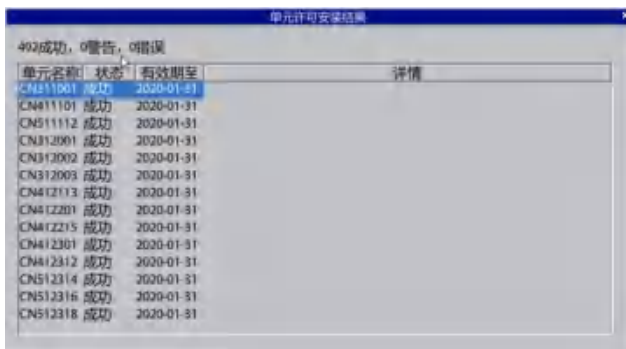 单元许可安装结果
402成功，0警告，0错误
单元名称 状态 有效期至 详情
CN311001 成功 2020-01-31
CN411101 成功 2020-01-31
CN511112 成功 2020-01-31
CN312001 成功 2020-01-31
CN312002 成功 2020-01-31
CN312003 成功 2020-01-31
CN412113 成功 2020-01-31
CN412201 成功 2020-01-31
CN412215 成功 2020-01-31
CN412301 成功 2020-01-31
CN412312 成功 2020-01-31
CN512314 成功 2020-01-31
CN512316 成功 2020-01-31
CN512318 成功 2020-01-31